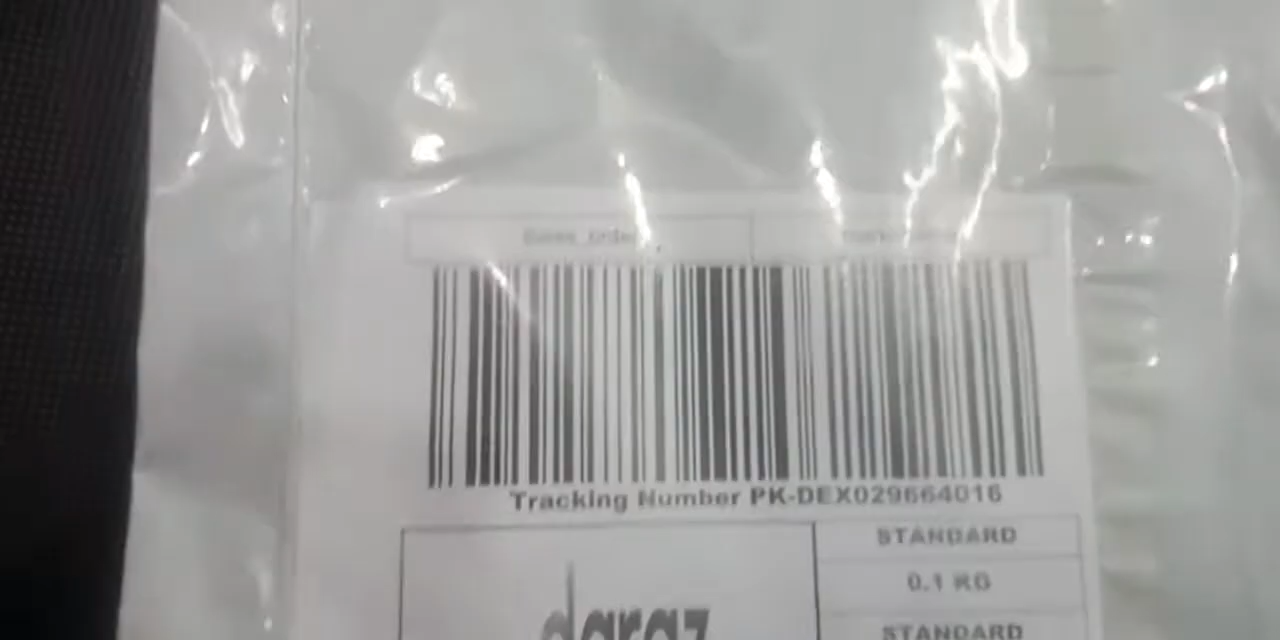 Tracking Number PK-DEX029664016
STANDARD
daraz
0.1 KG
STANDARD